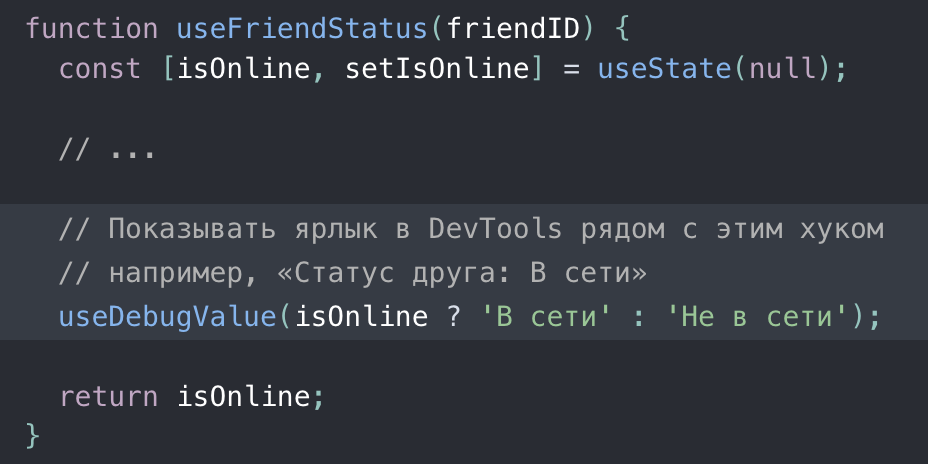 function useFriendStatus(friendID) {
  const [isOnline, setIsOnline] = useState(null);
  // ...
  // Показывать ярлык в DevTools рядом с этим хуком
  // например, «Статус друга: В сети»
  useDebugValue(isOnline ? 'В сети' : 'Не в сети');
  return isOnline;
}